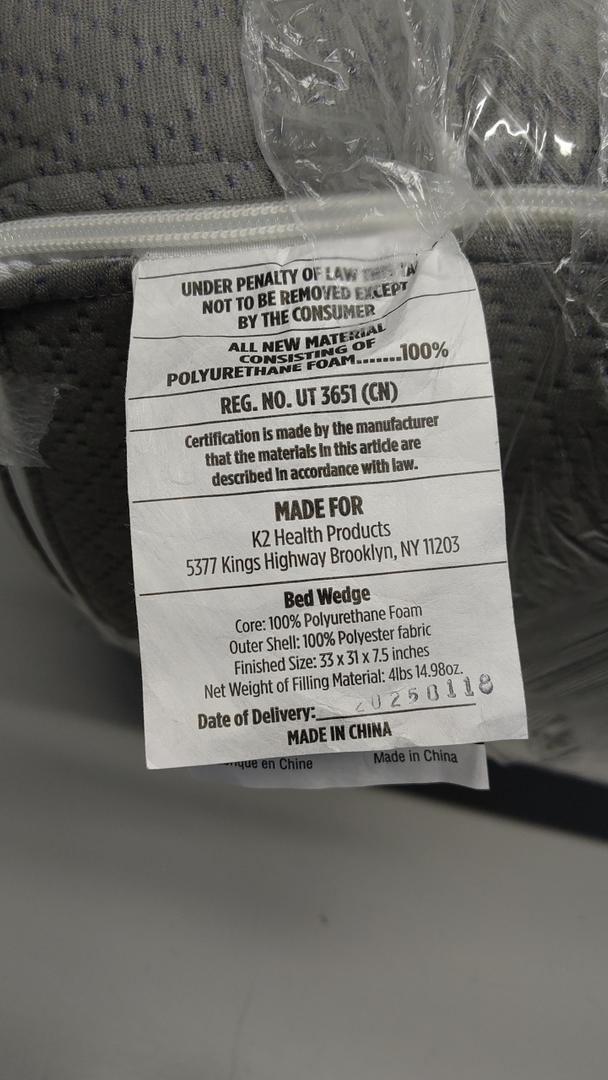 UNDER PENALTY OF LAW THIS TA
NOT TO BE REMOVED EXCEPT
BY THE CONSUMER
ALL NEW MATERIAL
CONSISTING OF
POLYURETHANE FOAM.......100%
REG. NO. UT 3651 (CN)
Certification is made by the manufacturer
that the materials in this article are
described in accordance with law.
MADE FOR
K2 Health Products
5377 Kings Highway Brooklyn, NY 11203
Bed Wedge
Core: 100% Polyurethane Foam
Outer Shell: 100% Polyester fabric
Finished Size: 33 x 31 x 7.5 inches
Net Weight of Filling Material: 4lbs 14.98oz.
Date of Delivery: 20250118
MADE IN CHINA
en Chine Made in China